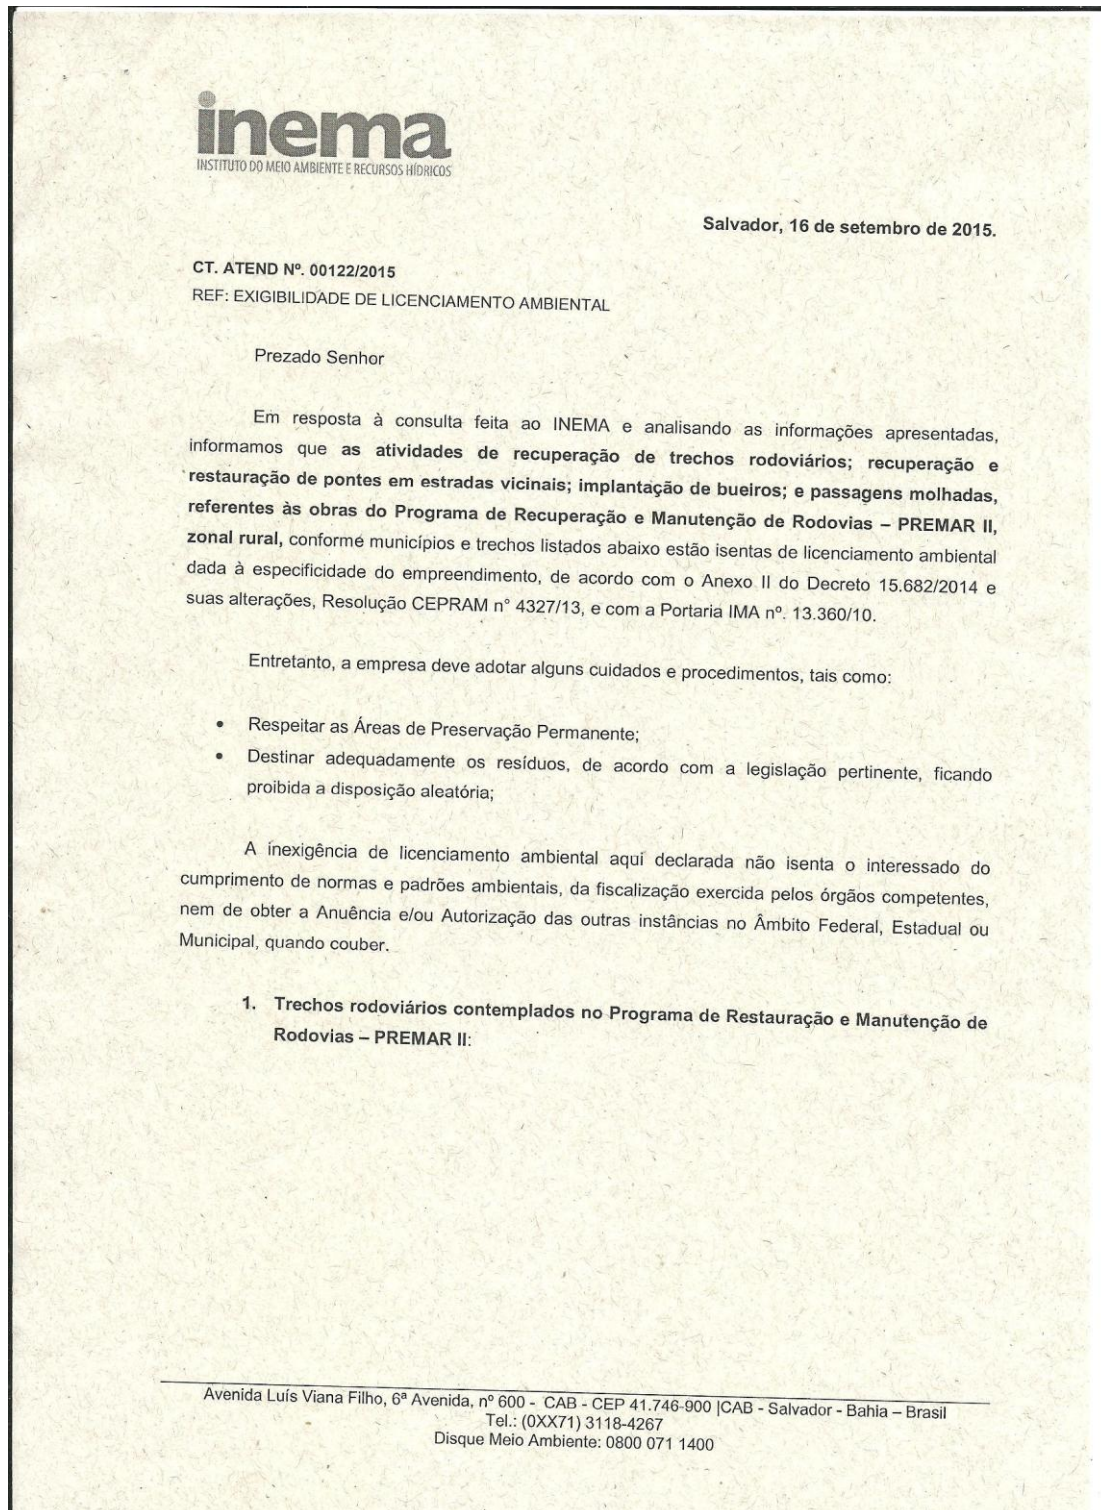 inema
INSTITUTO DO MEIO AMBIENTE E RECURSOS HÍDRICOS
Salvador, 16 de setembro de 2015.
CT. ATEND Nº. 00122/2015
REF: EXIGIBILIDADE DE LICENCIAMENTO AMBIENTAL
Prezado Senhor
Em resposta à consulta feita ao INEMA e analisando as informações apresentadas,
informamos que as atividades de recuperação de trechos rodoviários; recuperação e
restauração de pontes em estradas vicinais; implantação de bueiros; e passagens molhadas,
referentes às obras do Programa de Recuperação e Manutenção de Rodovias – PREMAR II,
zonal rural, conforme municípios e trechos listados abaixo estão isentas de licenciamento ambiental
dada à especificidade do empreendimento, de acordo com o Anexo II do Decreto 15.682/2014 e
suas alterações, Resolução CEPRAM n° 4327/13, e com a Portaria IMA nº. 13.360/10.
Entretanto, a empresa deve adotar alguns cuidados e procedimentos, tais como:
• Respeitar as Áreas de Preservação Permanente;
• Destinar adequadamente os resíduos, de acordo com a legislação pertinente, ficando
proibida a disposição aleatória;
A inexigência de licenciamento ambiental aqui declarada não isenta o interessado do
cumprimento de normas e padrões ambientais, da fiscalização exercida pelos órgãos competentes,
nem de obter a Anuência e/ou Autorização das outras instâncias no Âmbito Federal, Estadual ou
Municipal, quando couber.
1. Trechos rodoviários contemplados no Programa de Restauração e Manutenção de
Rodovias – PREMAR II:
Avenida Luís Viana Filho, 6ª Avenida, nº 600 - CAB - CEP 41.746-900 |CAB - Salvador - Bahia – Brasil
Tel.: (0XX71) 3118-4267
Disque Meio Ambiente: 0800 071 1400